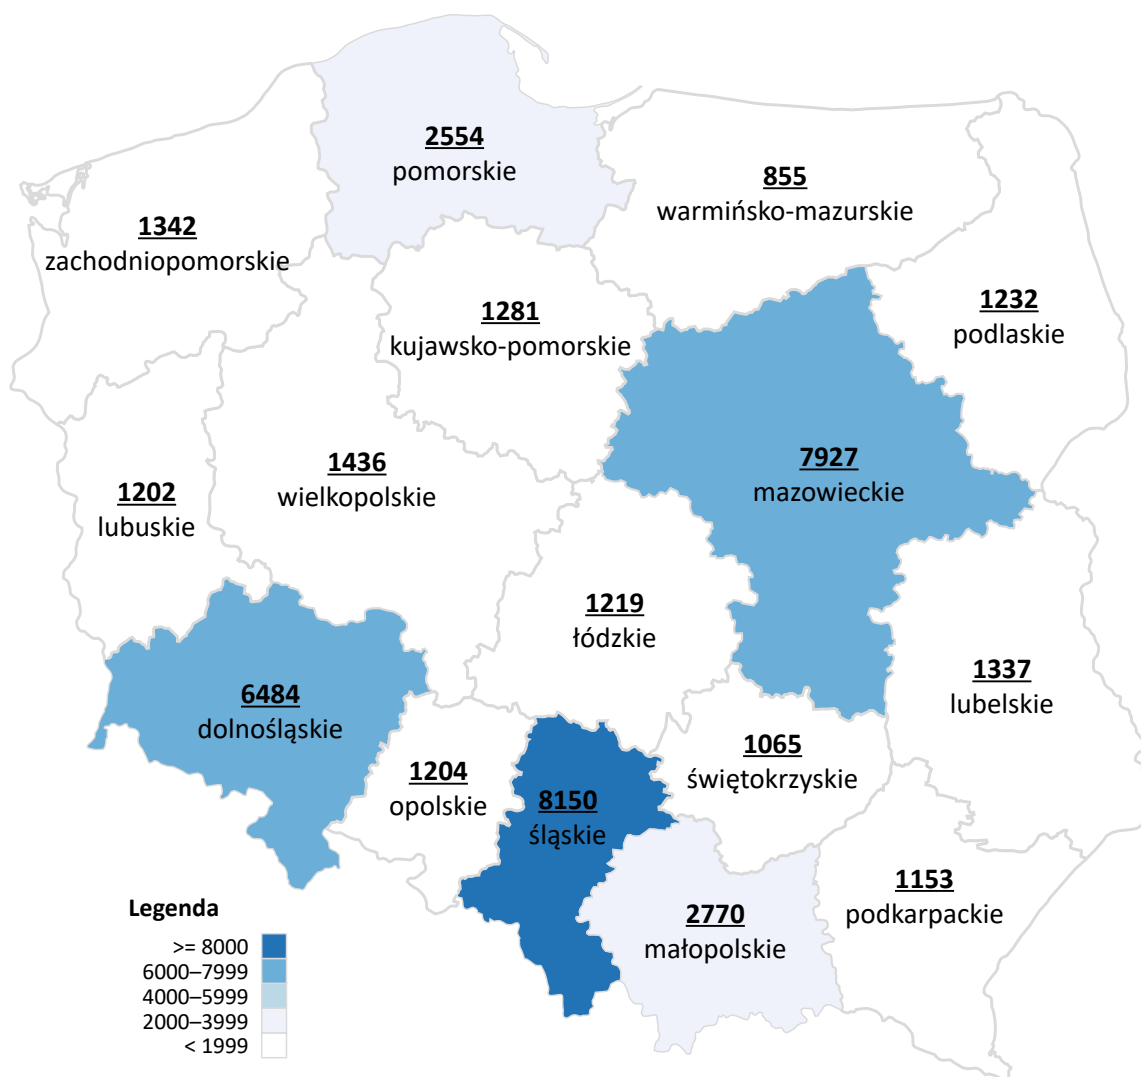 2554
pomorskie
855
warmińsko-mazurskie
1342
zachodniopomorskie
1281
kujawsko-pomorskie
1232
podlaskie
1436
wielkopolskie
7927
mazowieckie
1202
lubuskie
1219
łódzkie
1337
lubelskie
6484
dolnośląskie
1065
świętokrzyskie
1204
opolskie
8150
śląskie
1153
podkarpackie
2770
małopolskie
Legenda
>= 8000
6000–7999
4000–5999
2000–3999
< 1999